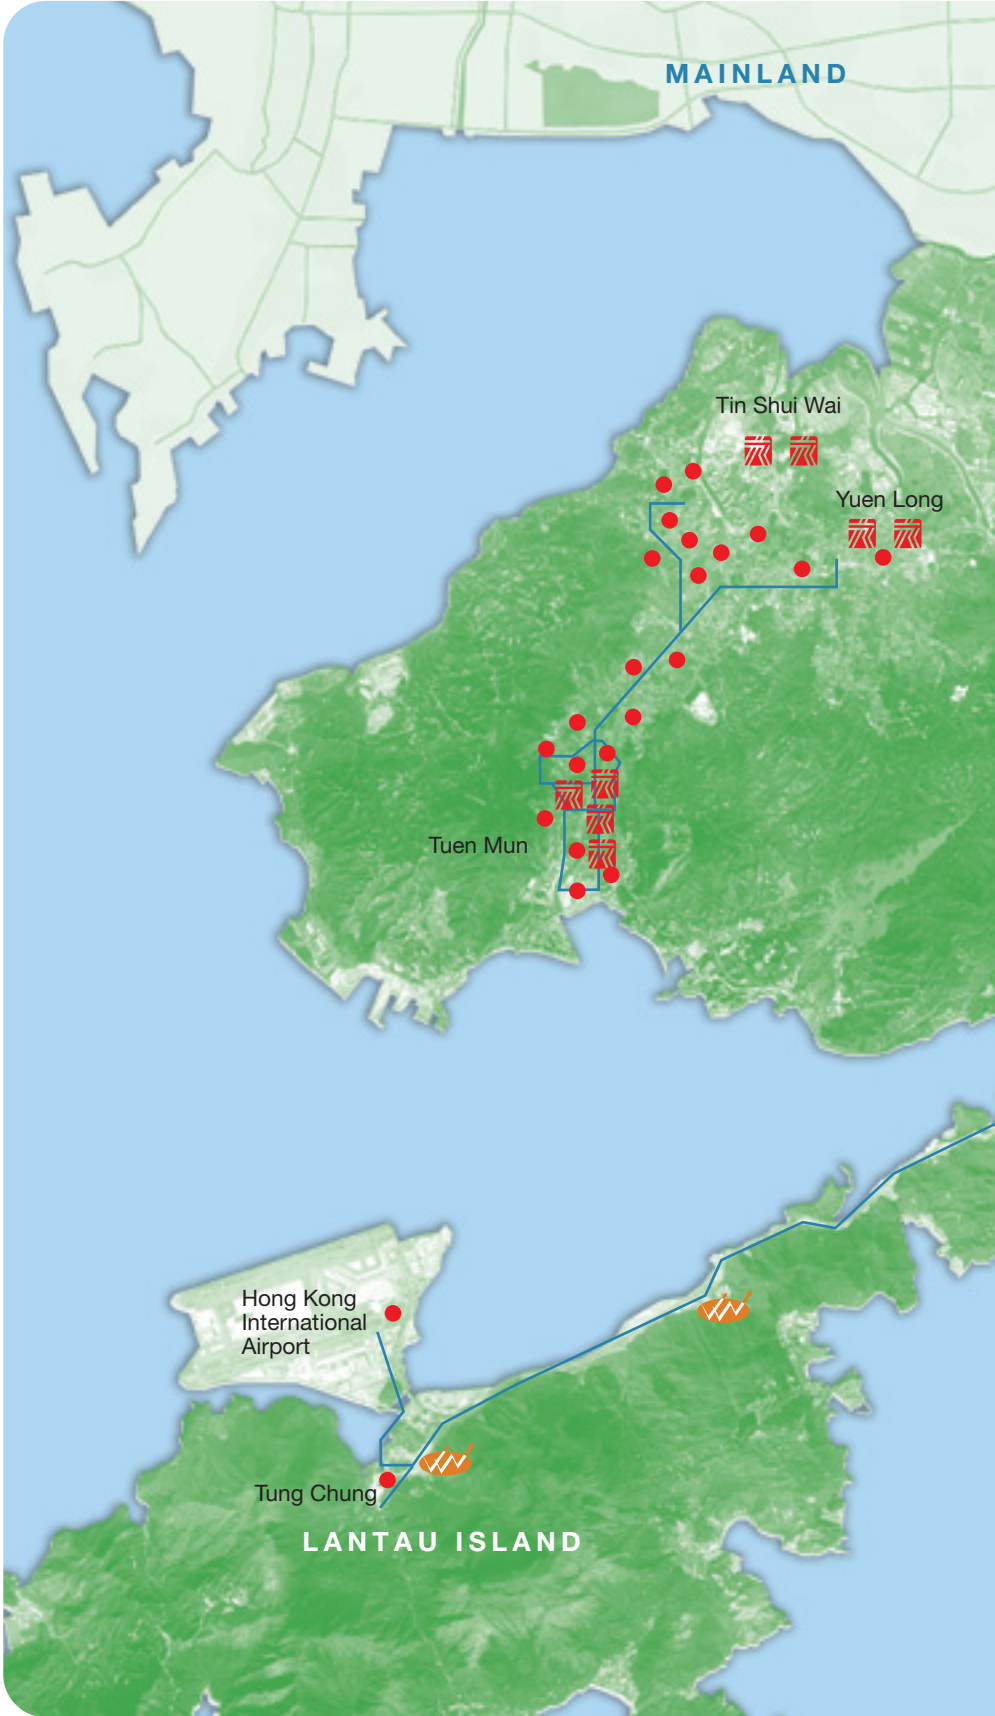 MAINLAND
Tin Shui Wai
Yuen Long
Tuen Mun
Hong Kong
International
Airport
Tung Chung
LANTAU ISLAND